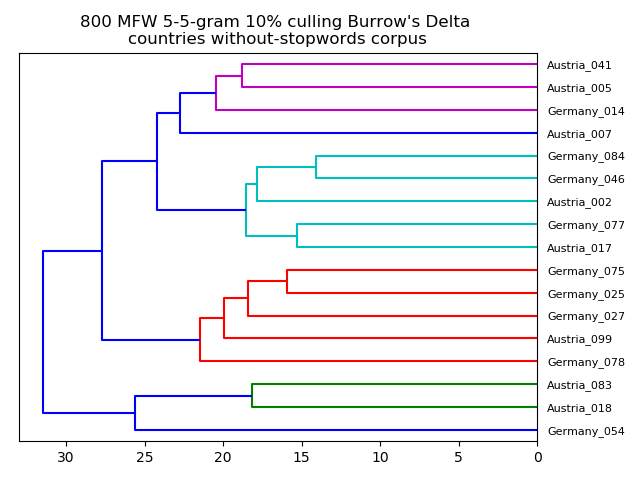 800 MFW 5-5-gram 10% culling Burrow's Delta
countries without-stopwords corpus
Austria_041
Austria_005
Germany_014
Austria_007
Germany_084
Germany_046
Austria_002
Germany_077
Austria_017
Germany_075
Germany_025
Germany_027
Austria_099
Germany_078
Austria_083
Austria_018
Germany_054
30 25 20 15 10 5 0